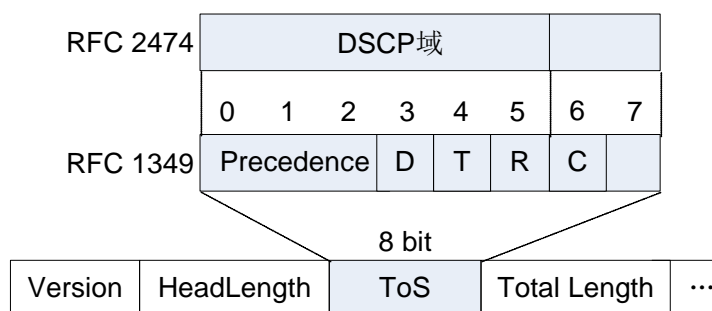 RFC 2474 DSCP域
0 1 2 3 4 5 6 7
RFC 1349 Precedence D T R C
8 bit
Version HeadLength ToS Total Length ···